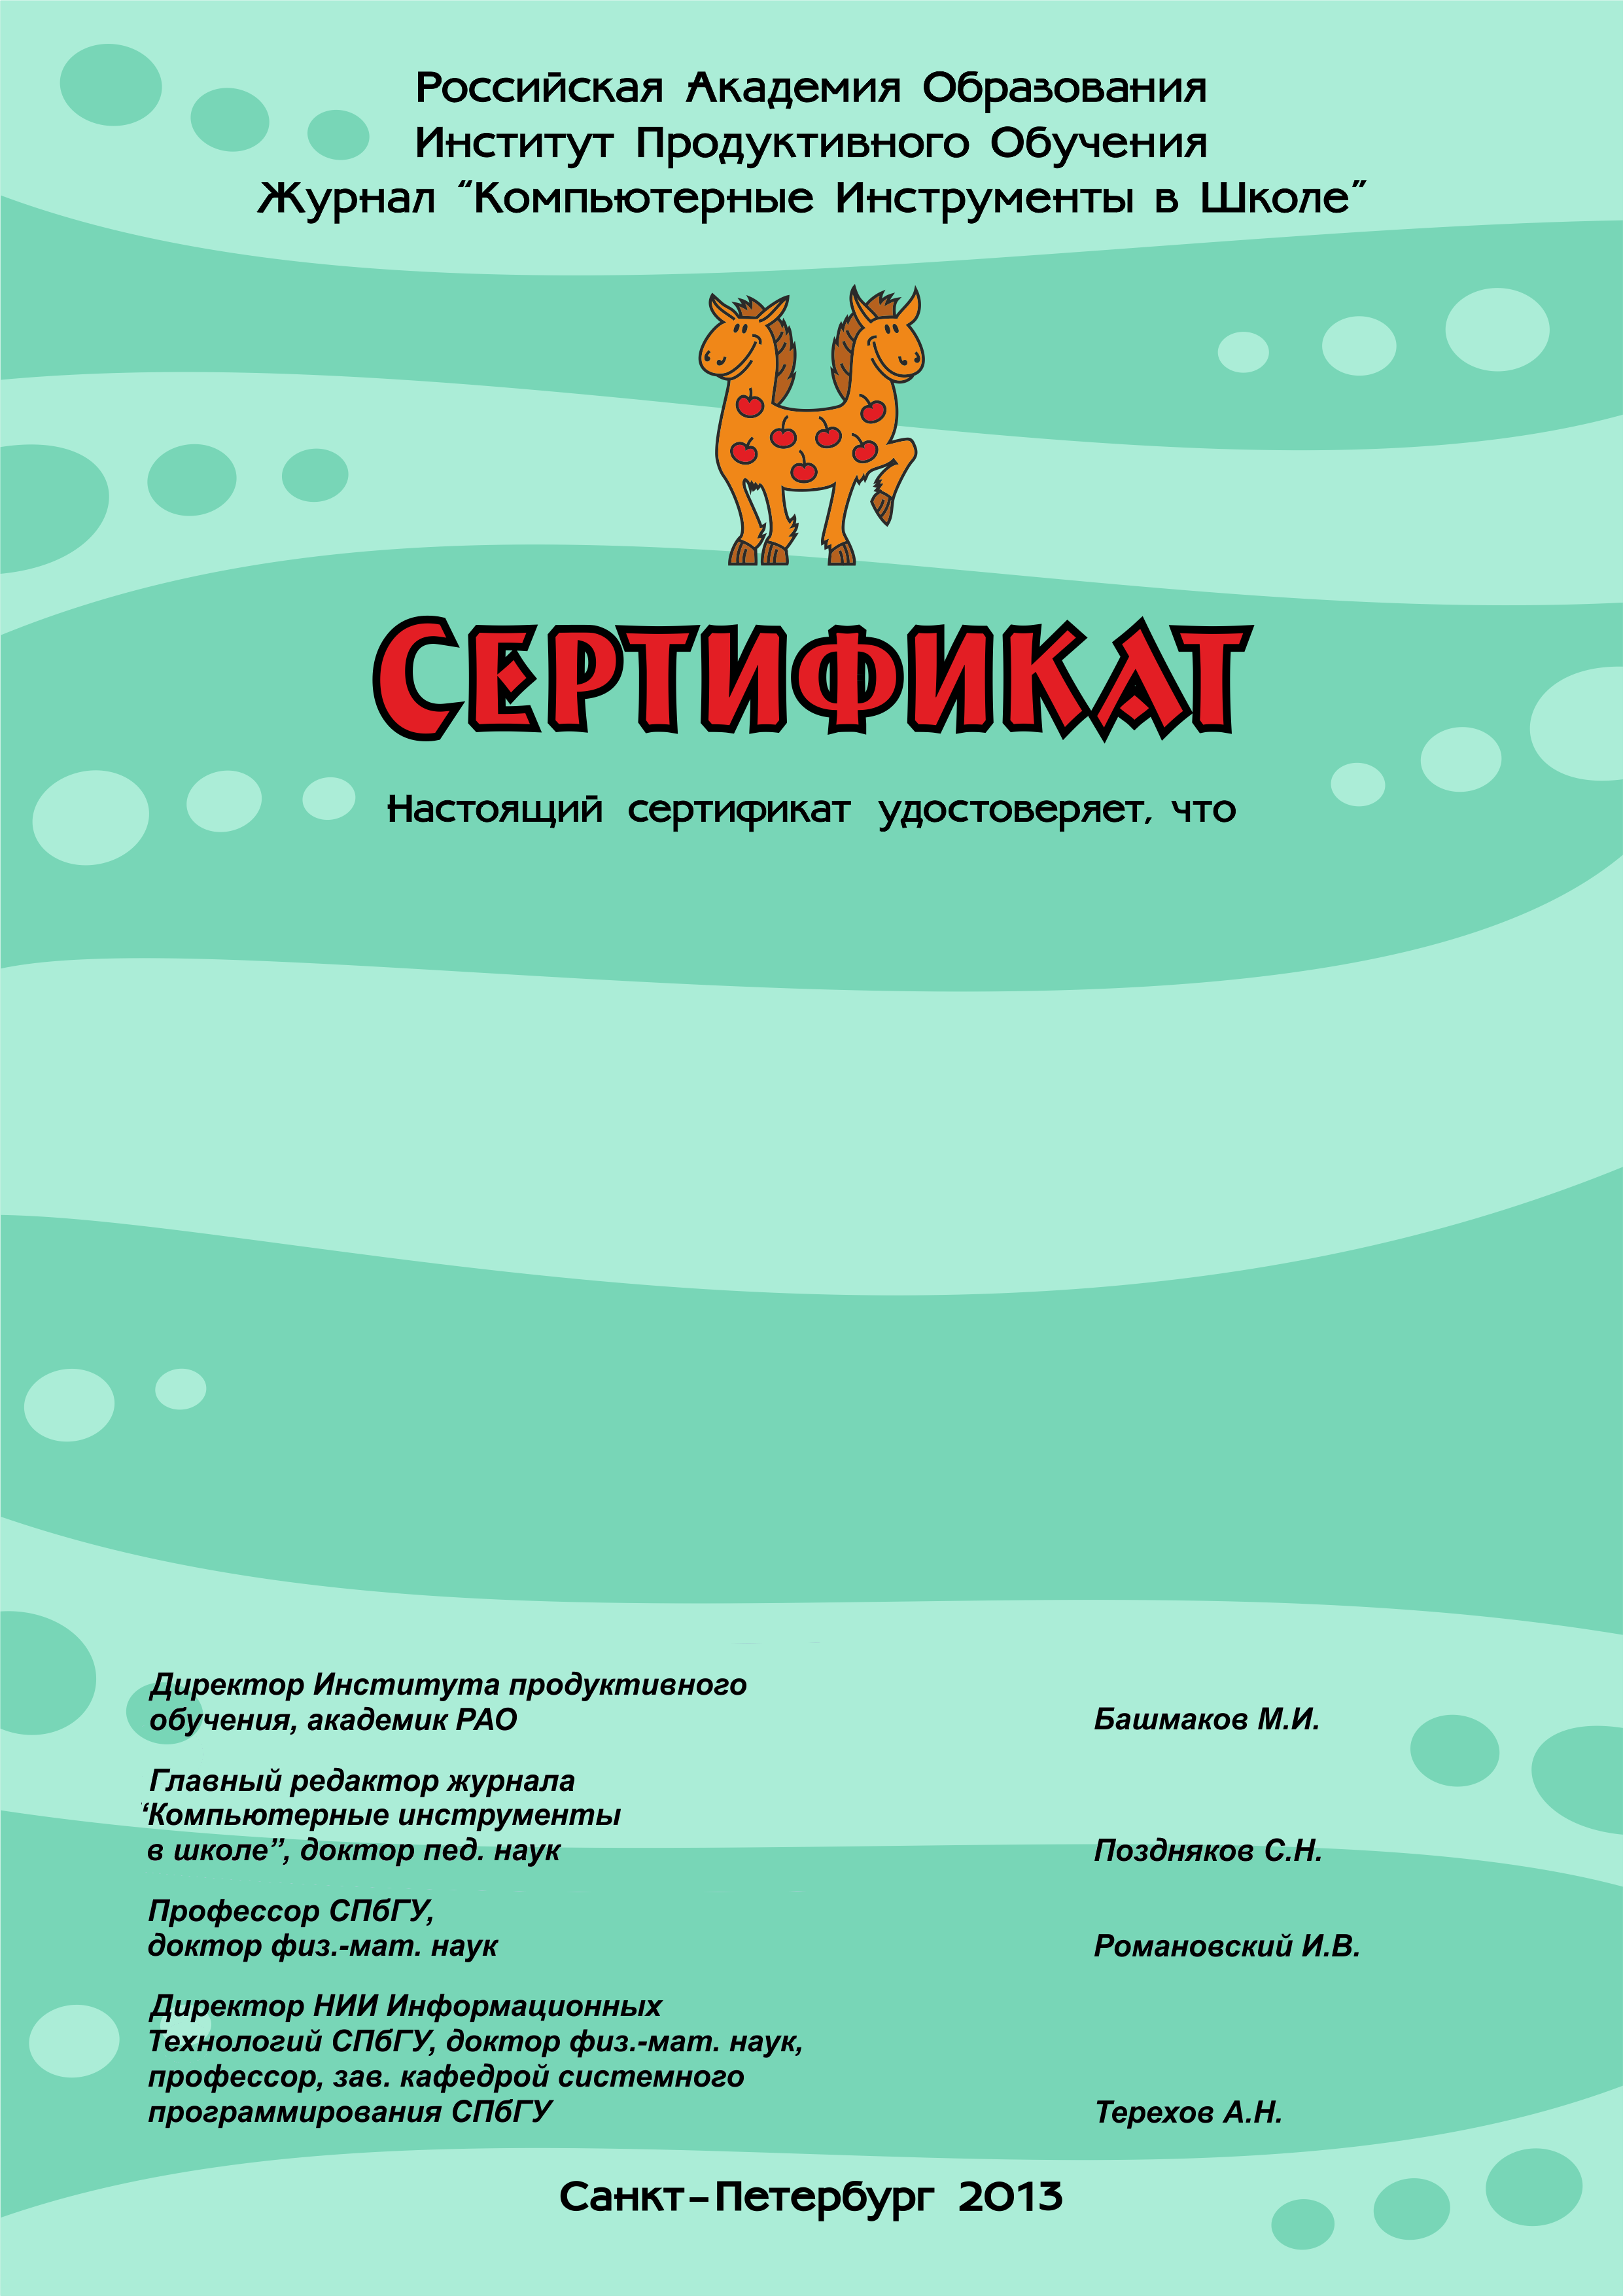 Российская Академия Образования
Институт Продуктивного Обучения
Журнал “Компьютерные Инструменты в Школе”
Сертификат
Настоящий сертификат удостоверяет, что
Директор Института продуктивного
обучения, академик РАО
Башмаков М.И.
Главный редактор журнала
“Компьютерные инструменты
в школе”, доктор пед. наук
Поздняков С.Н.
Профессор СПбГУ,
доктор физ.-мат. наук
Романовский И.В.
Директор НИИ Информационных
Технологий СПбГУ, доктор физ.-мат. наук,
профессор, зав. кафедрой системного
программирования СПбГУ
Терехов А.Н.
Санкт-Петербург 2013